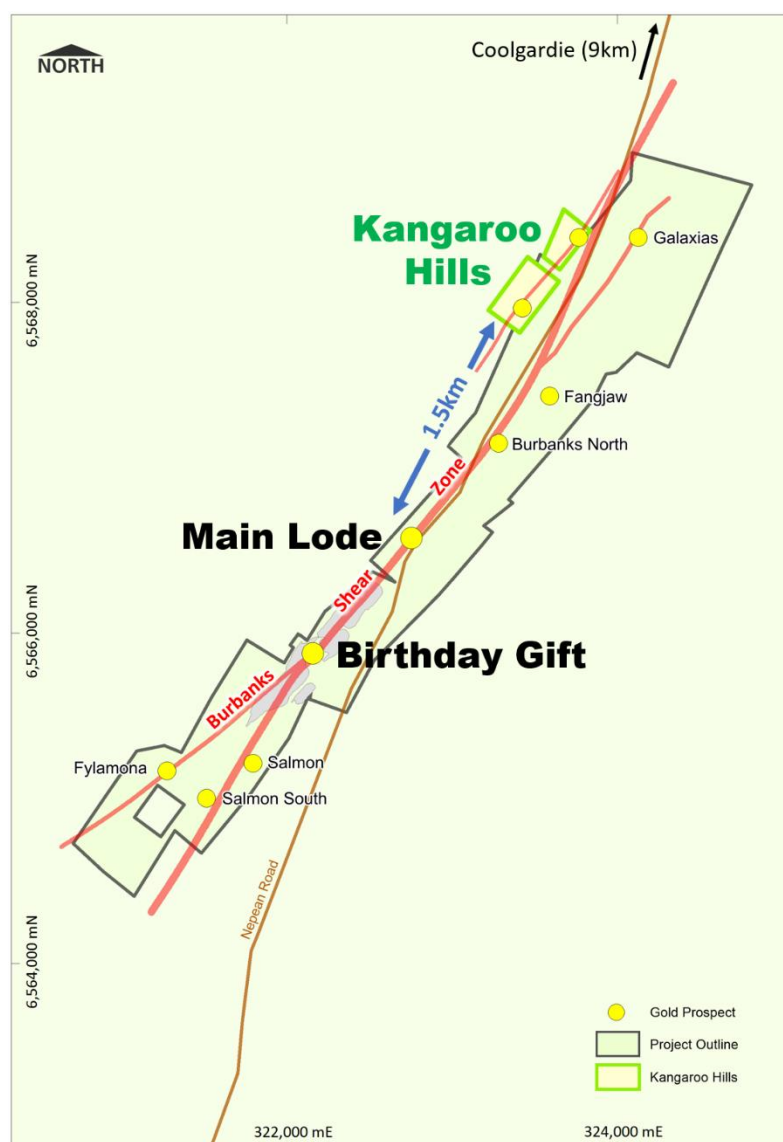 Coolgardie (9km)
NORTH
Kangaroo
Hills
Galaxias
6,568,000 mN
1.5km
Fangjaw
Burbanks North
Zone
Main Lode
Shear
6,566,000 mN
Birthday Gift
Burbanks
Fylamona
Salmon
Salmon South
Nepean Road
6,564,000 mN
Gold Prospect
Project Outline
Kangaroo Hills
322,000 mE
324,000 mE